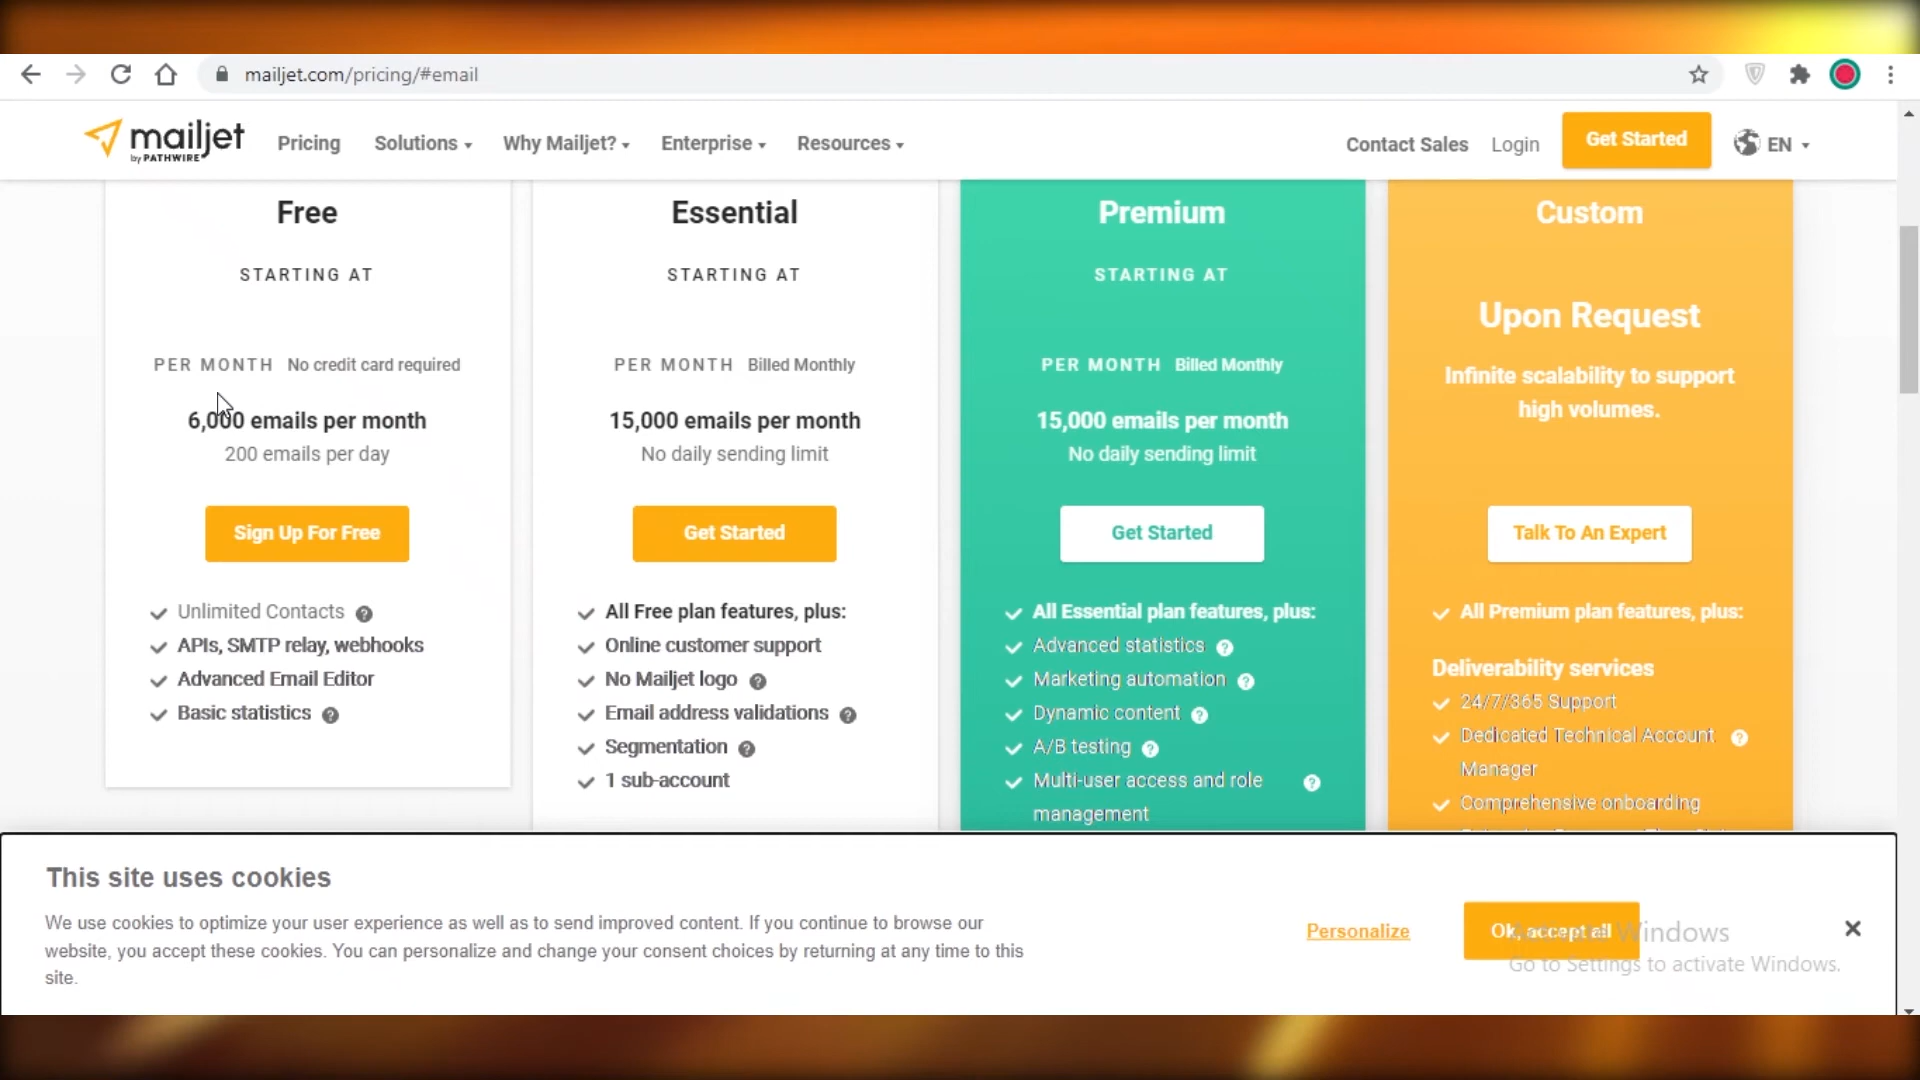 mailjet.com/pricing/#email
mailjet
by PATHWIRE
Pricing
Solutions
Why Mailjet?
Enterprise
Resources
Contact Sales
Login
Get Started
EN
Free
STARTING AT
PER MONTH No credit card required
6,000 emails per month
200 emails per day
Sign Up For Free
Unlimited Contacts ?
APIs, SMTP relay, webhooks
Advanced Email Editor
Basic statistics ?
Essential
STARTING AT
PER MONTH Billed Monthly
15,000 emails per month
No daily sending limit
Get Started
All Free plan features, plus:
Online customer support
No Mailjet logo ?
Email address validations ?
Segmentation ?
1 sub-account
Premium
STARTING AT
PER MONTH Billed Monthly
15,000 emails per month
No daily sending limit
Get Started
All Essential plan features, plus:
Advanced statistics ?
Marketing automation ?
Dynamic content ?
A/B testing ?
Multi-user access and role ?
management
Custom
Upon Request
Infinite scalability to support
high volumes.
Talk To An Expert
All Premium plan features, plus:
Deliverability services
24/7/365 Support
Dedicated Technical Account ?
Manager
Comprehensive onboarding
This site uses cookies
We use cookies to optimize your user experience as well as to send improved content. If you continue to browse our
website, you accept these cookies. You can personalize and change your consent choices by returning at any time to this
site.
Personalize
Ok, accept all
Windows
Go to Settings to activate Windows.